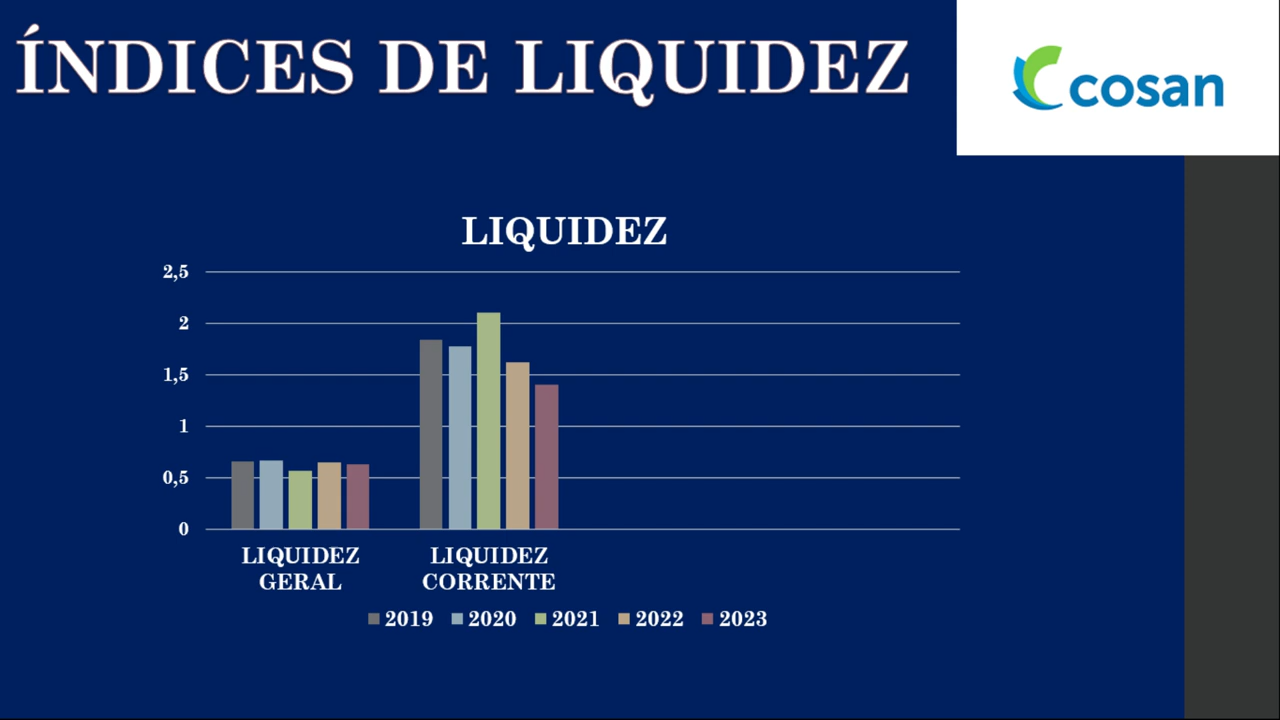 ÍNDICES DE LIQUIDEZ
cosan
LIQUIDEZ
2,5
2
1,5
1
0,5
0
LIQUIDEZ GERAL
LIQUIDEZ CORRENTE
2019 2020 2021 2022 2023